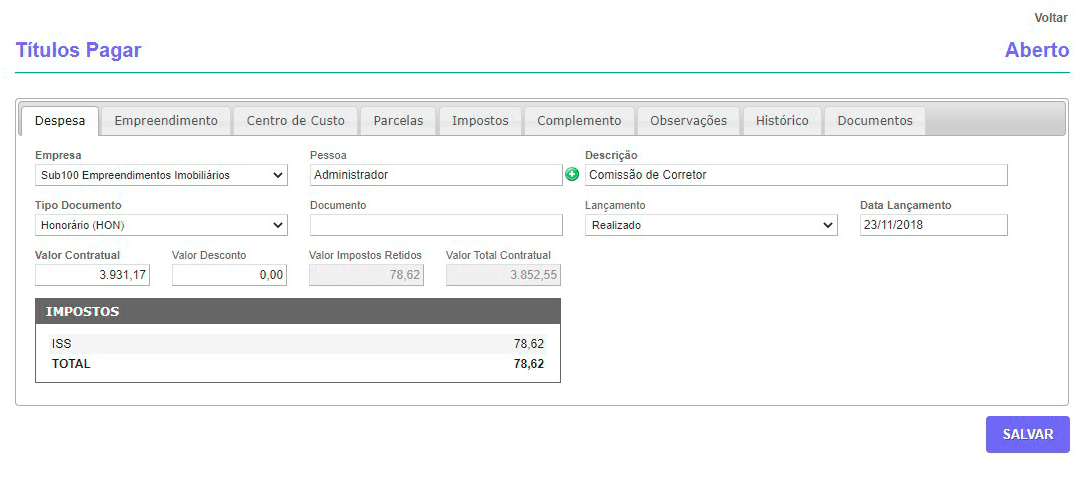 Voltar
Títulos Pagar Aberto
Despesa Empreendimento Centro de Custo Parcelas Impostos Complemento Observações Histórico Documentos
Empresa Pessoa Descrição
Sub100 Empreendimentos Imobiliários Administrador Comissão de Corretor
Tipo Documento Documento Lançamento Data Lançamento
Honorário (HON) Realizado 23/11/2018
Valor Contratual Valor Desconto Valor Impostos Retidos Valor Total Contratual
3.931,17 0,00 78,62 3.852,55
IMPOSTOS
ISS 78,62
TOTAL 78,62
SALVAR